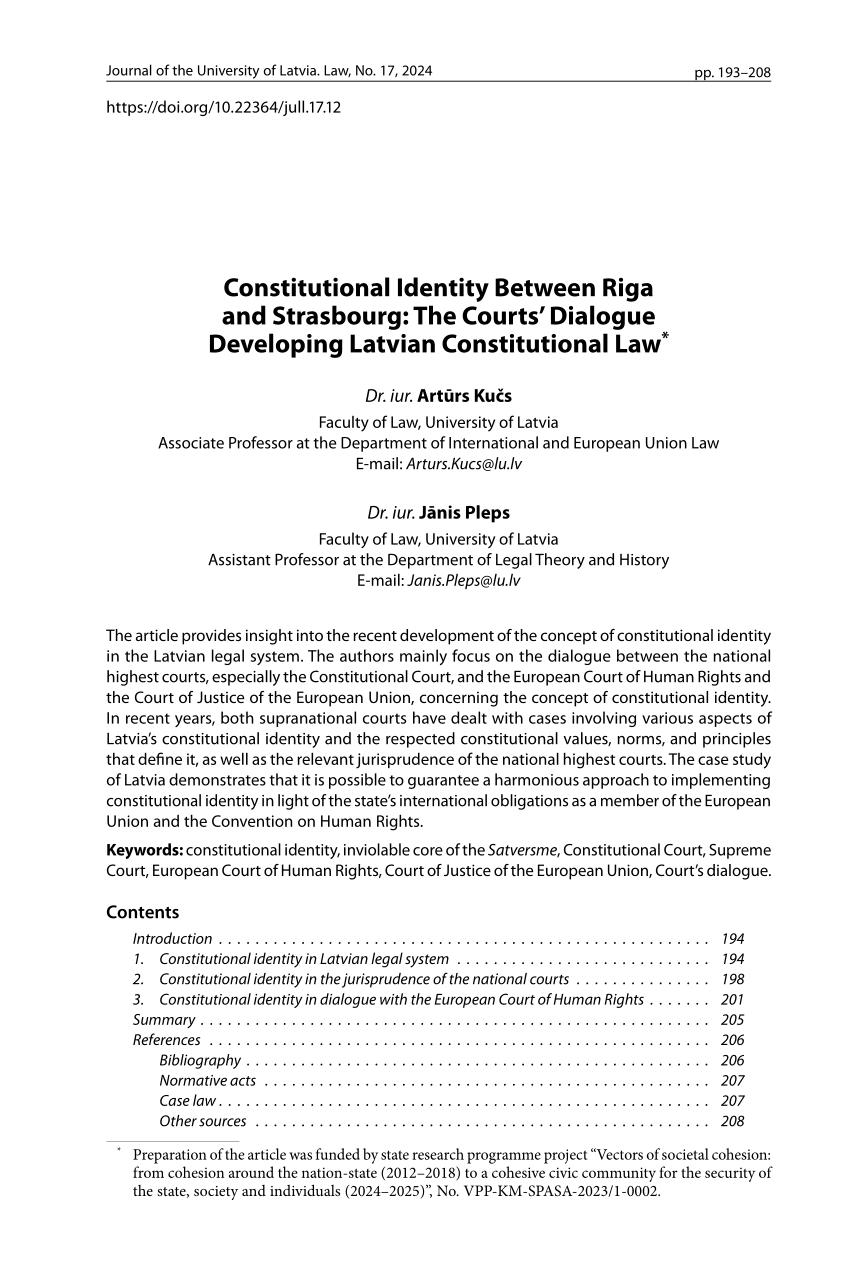 Journal of the University of Latvia. Law, No. 17, 2024 pp. 193–208
https://doi.org/10.22364/jull.17.12
Constitutional Identity Between Riga
and Strasbourg: The Courts’ Dialogue
Developing Latvian Constitutional Law*
Dr. iur. Artūrs Kučs
Faculty of Law, University of Latvia
Associate Professor at the Department of International and European Union Law
E-mail: Arturs.Kucs@lu.lv
Dr. iur. Jānis Pleps
Faculty of Law, University of Latvia
Assistant Professor at the Department of Legal Theory and History
E-mail: Janis.Pleps@lu.lv
The article provides insight into the recent development of the concept of constitutional identity
in the Latvian legal system. The authors mainly focus on the dialogue between the national
highest courts, especially the Constitutional Court, and the European Court of Human Rights and
the Court of Justice of the European Union, concerning the concept of constitutional identity.
In recent years, both supranational courts have dealt with cases involving various aspects of
Latvia’s constitutional identity and the respected constitutional values, norms, and principles
that define it, as well as the relevant jurisprudence of the national highest courts. The case study
of Latvia demonstrates that it is possible to guarantee a harmonious approach to implementing
constitutional identity in light of the state’s international obligations as a member of the European
Union and the Convention on Human Rights.
Keywords: constitutional identity, inviolable core of the Satversme, Constitutional Court, Supreme
Court, European Court of Human Rights, Court of Justice of the European Union, Court’s dialogue.
Contents
Introduction . . . . . . . . . . . . . . . . . . . . . . . . . . . . . . 194
1. Constitutional identity in Latvian legal system . . . . . . . . . . . . . . . . 194
2. Constitutional identity in the jurisprudence of the national courts . . . . . . . . . . 198
3. Constitutional identity in dialogue with the European Court of Human Rights . . . . . . . 201
Summary . . . . . . . . . . . . . . . . . . . . . . . . . . . . . . 205
References . . . . . . . . . . . . . . . . . . . . . . . . . . . . . . 206
Bibliography . . . . . . . . . . . . . . . . . . . . . . . . . . . . . . 206
Normative acts . . . . . . . . . . . . . . . . . . . . . . . . . . . . . . 207
Case law . . . . . . . . . . . . . . . . . . . . . . . . . . . . . . 207
Other sources . . . . . . . . . . . . . . . . . . . . . . . . . . . . . . 208
* Preparation of the article was funded by state research programme project “Vectors of societal cohesion:
from cohesion around the nation-state (2012–2018) to a cohesive civic community for the security of
the state, society and individuals (2024–2025)”, No. VPP-KM-SPASA-2023/1-0002.